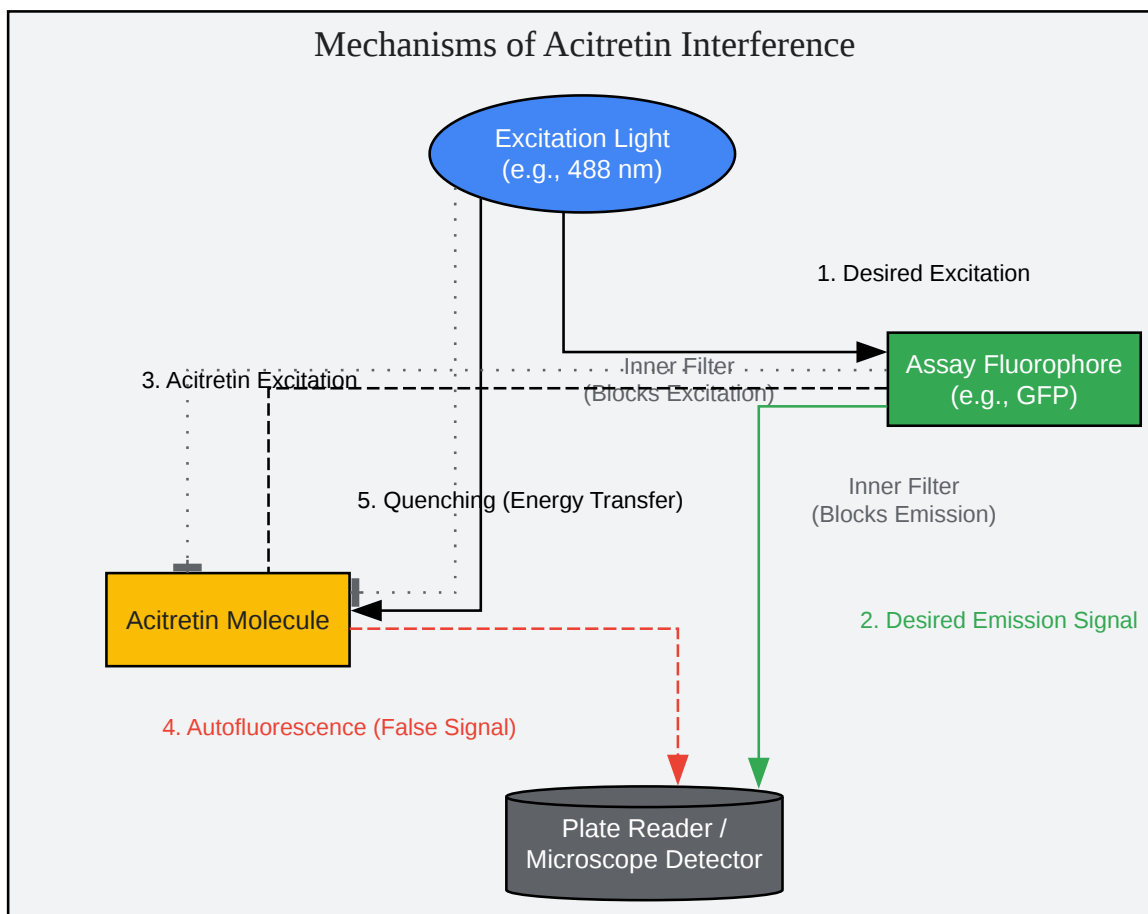 Mechanisms of Acitretin Interference
Excitation Light
(e.g., 488 nm)
1. Desired Excitation
Assay Fluorophore
(e.g., GFP)
Inner Filter
(Blocks Excitation)
3. Acitretin Excitation
5. Quenching (Energy Transfer)
Inner Filter
(Blocks Emission)
Acitretin Molecule
2. Desired Emission Signal
4. Autofluorescence (False Signal)
Plate Reader /
Microscope Detector